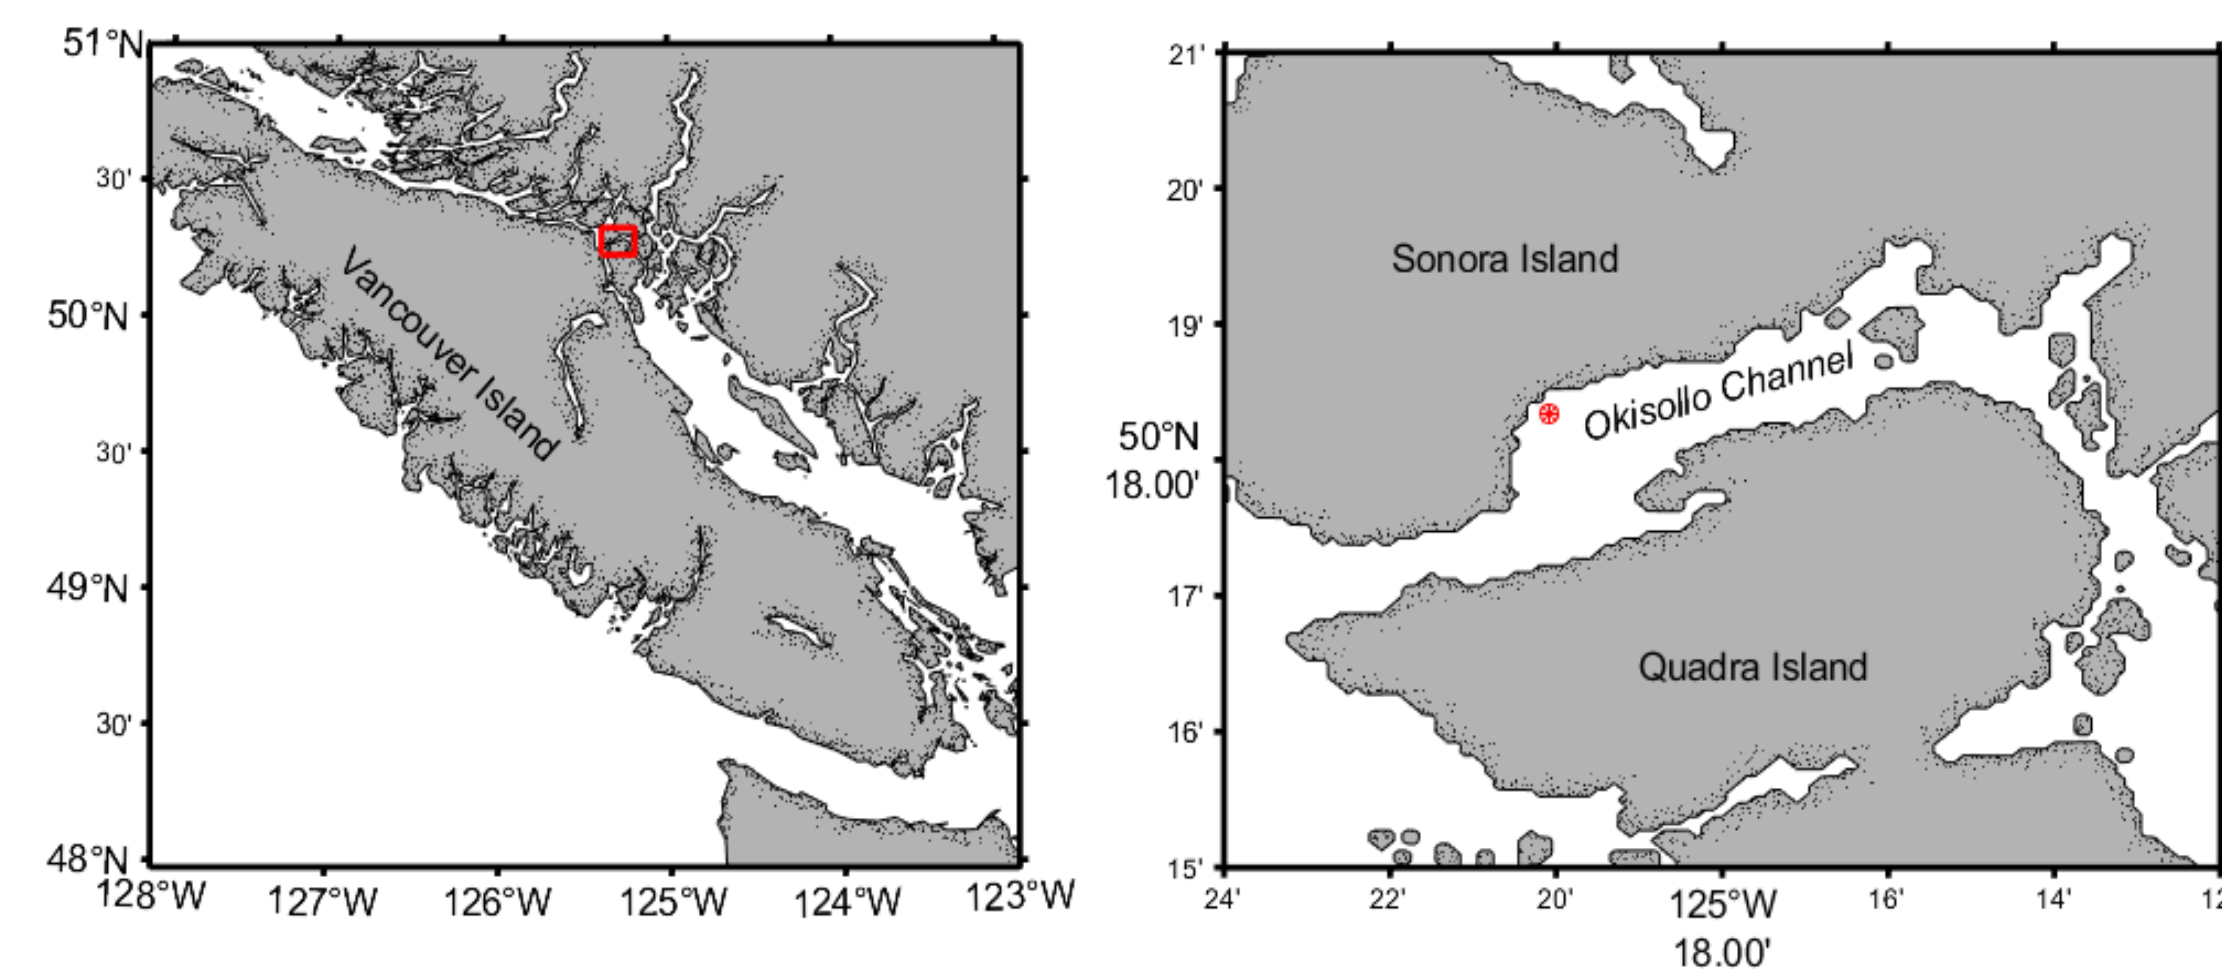 51°N
30'
50°N
30'
49°N
30'
48°N
128°W 127°W 126°W 125°W 124°W 123°W
Vancouver Island
21'
20'
19'
50°N
18.00'
17'
16'
15'
24' 22' 20' 125°W 16' 14'
18.00'
Sonora Island
Okisollo Channel
Quadra Island